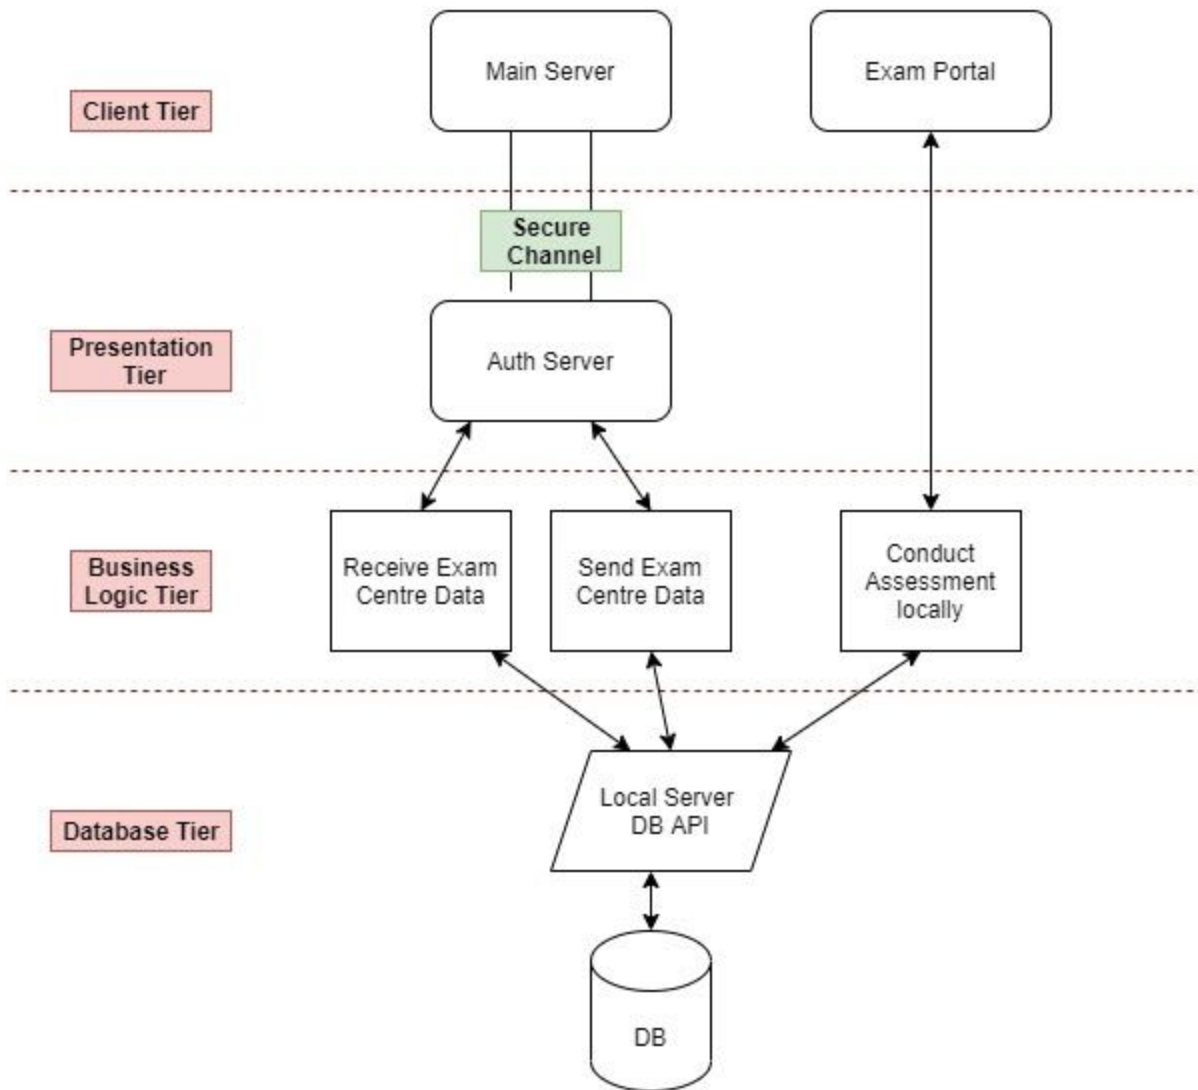 Main Server
Exam Portal
Client Tier
Secure
Channel
Presentation
Tier
Auth Server
Business
Logic Tier
Receive Exam
Centre Data
Send Exam
Centre Data
Conduct
Assessment
locally
Database Tier
Local Server
DB API
DB